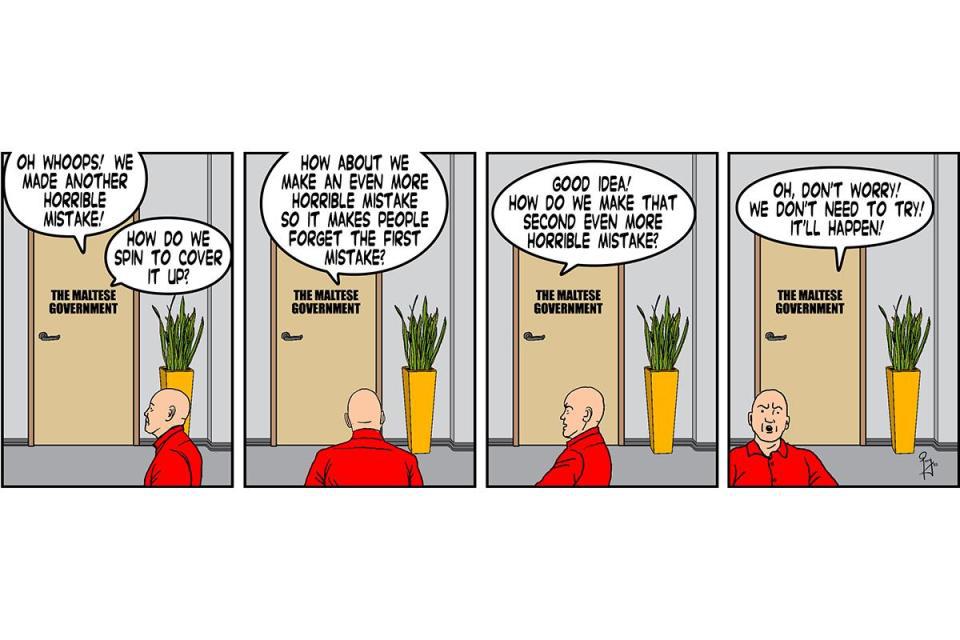 OH WHOOPS! WE
MADE ANOTHER
HORRIBLE
MISTAKE!
HOW DO WE
SPIN TO COVER
IT UP?
THE MALTESE
GOVERNMENT
HOW ABOUT WE
MAKE AN EVEN MORE
HORRIBLE MISTAKE
SO IT MAKES PEOPLE
FORGET THE FIRST
MISTAKE?
THE MALTESE
GOVERNMENT
GOOD IDEA!
HOW DO WE MAKE THAT
SECOND EVEN MORE
HORRIBLE MISTAKE?
THE MALTESE
GOVERNMENT
OH, DON'T WORRY!
WE DON'T NEED TO TRY!
IT'LL HAPPEN!
THE MALTESE
GOVERNMENT